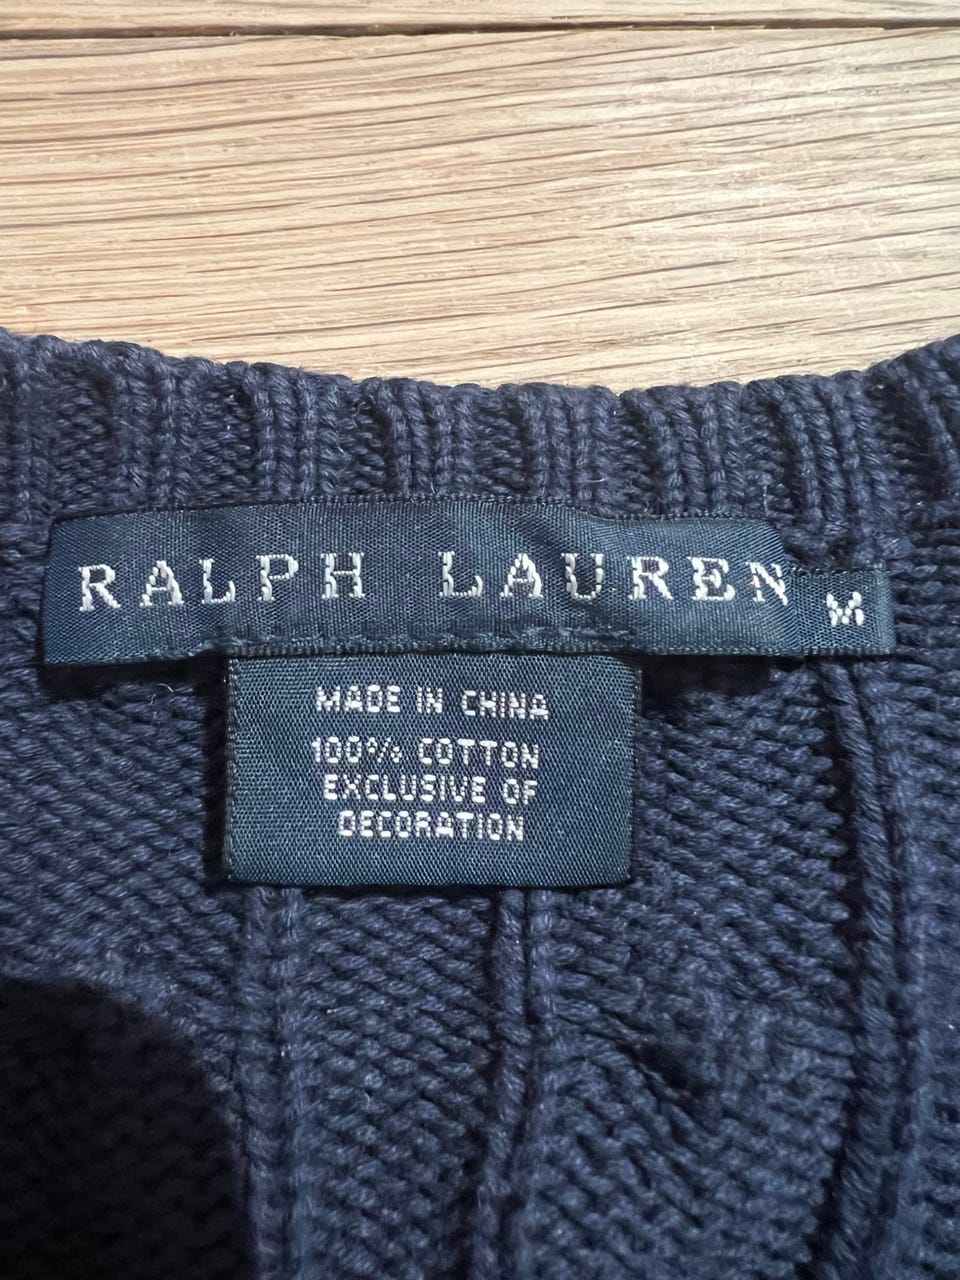 RALPH LAUREN
M
MADE IN CHINA
100% COTTON
EXCLUSIVE OF
DECORATION